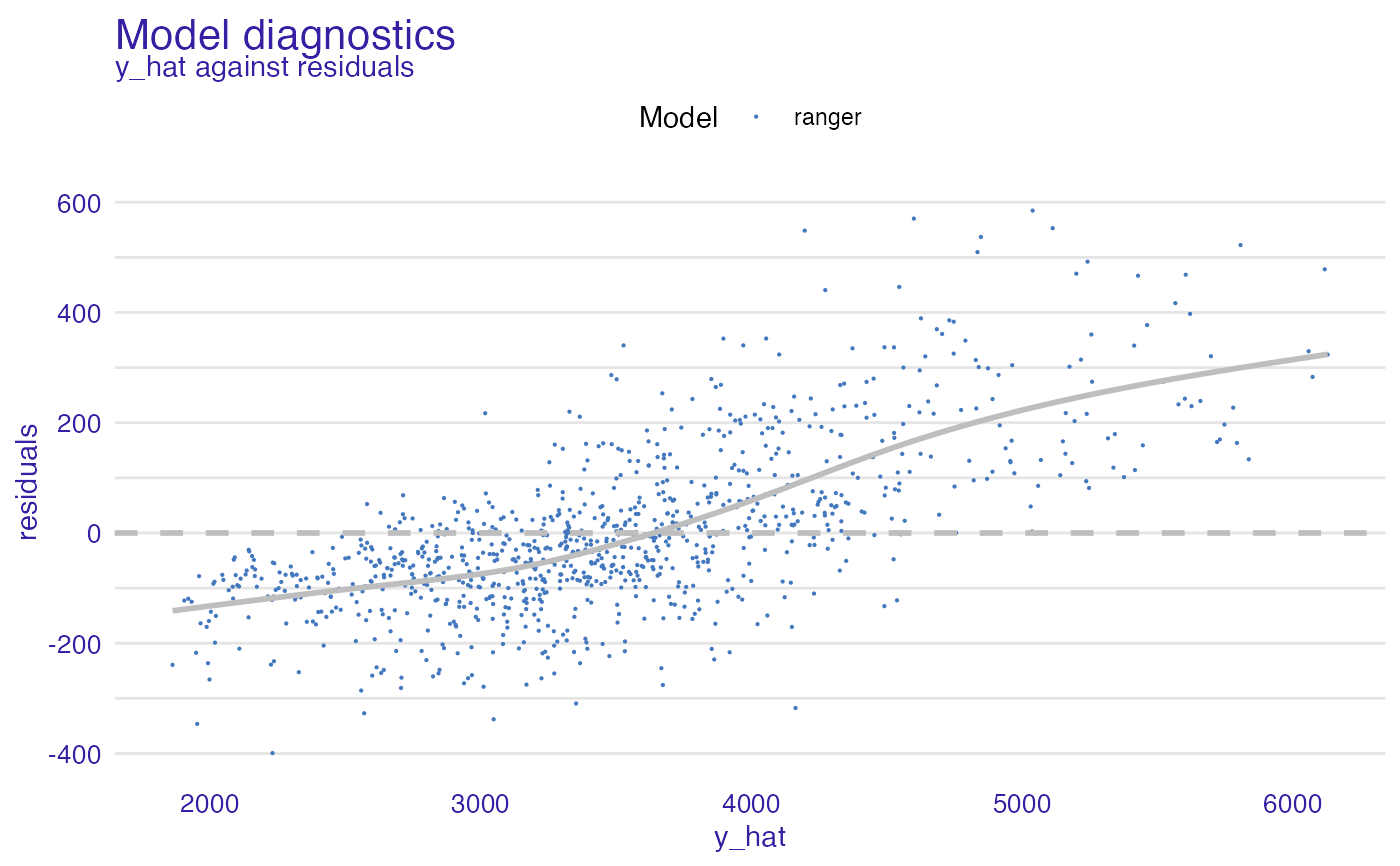 Model diagnostics
y_hat against residuals
Model ranger
600
400
200
0
-200
-400
residuals
2000 3000 4000 5000 6000
y_hat